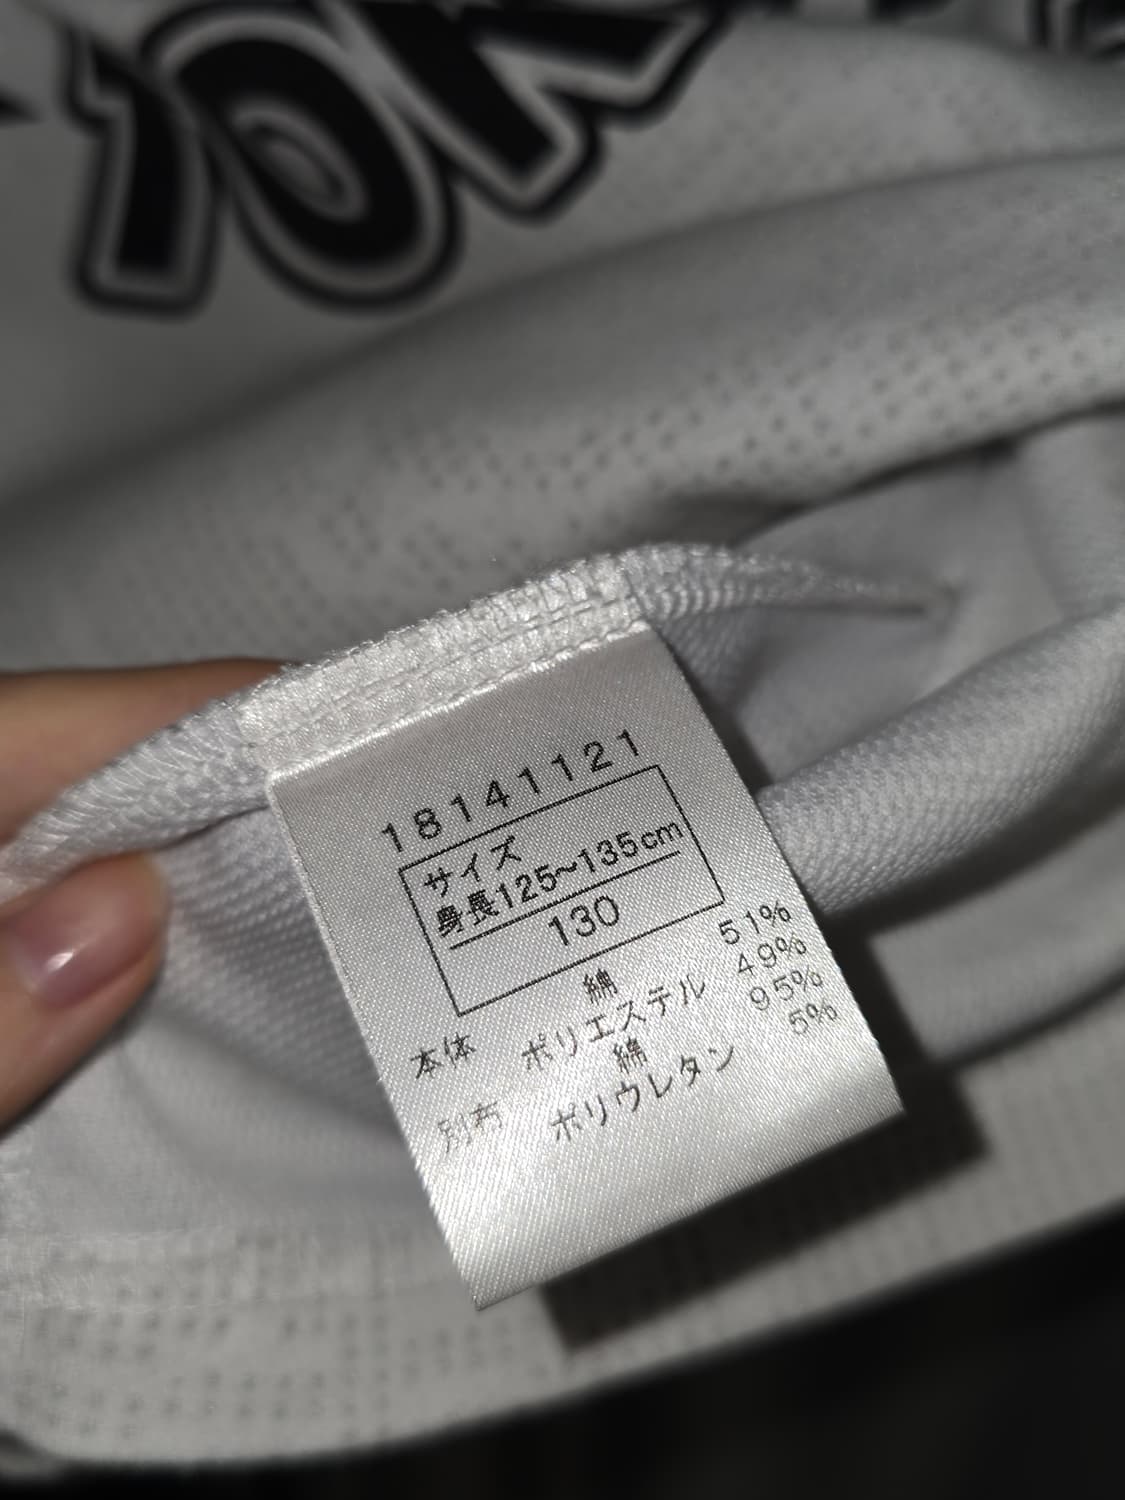 18141121
サイズ
身長125~135cm
130
綿 51%
本体 ポリエステル 49%
綿 95%
別布 ポリウレタン 5%